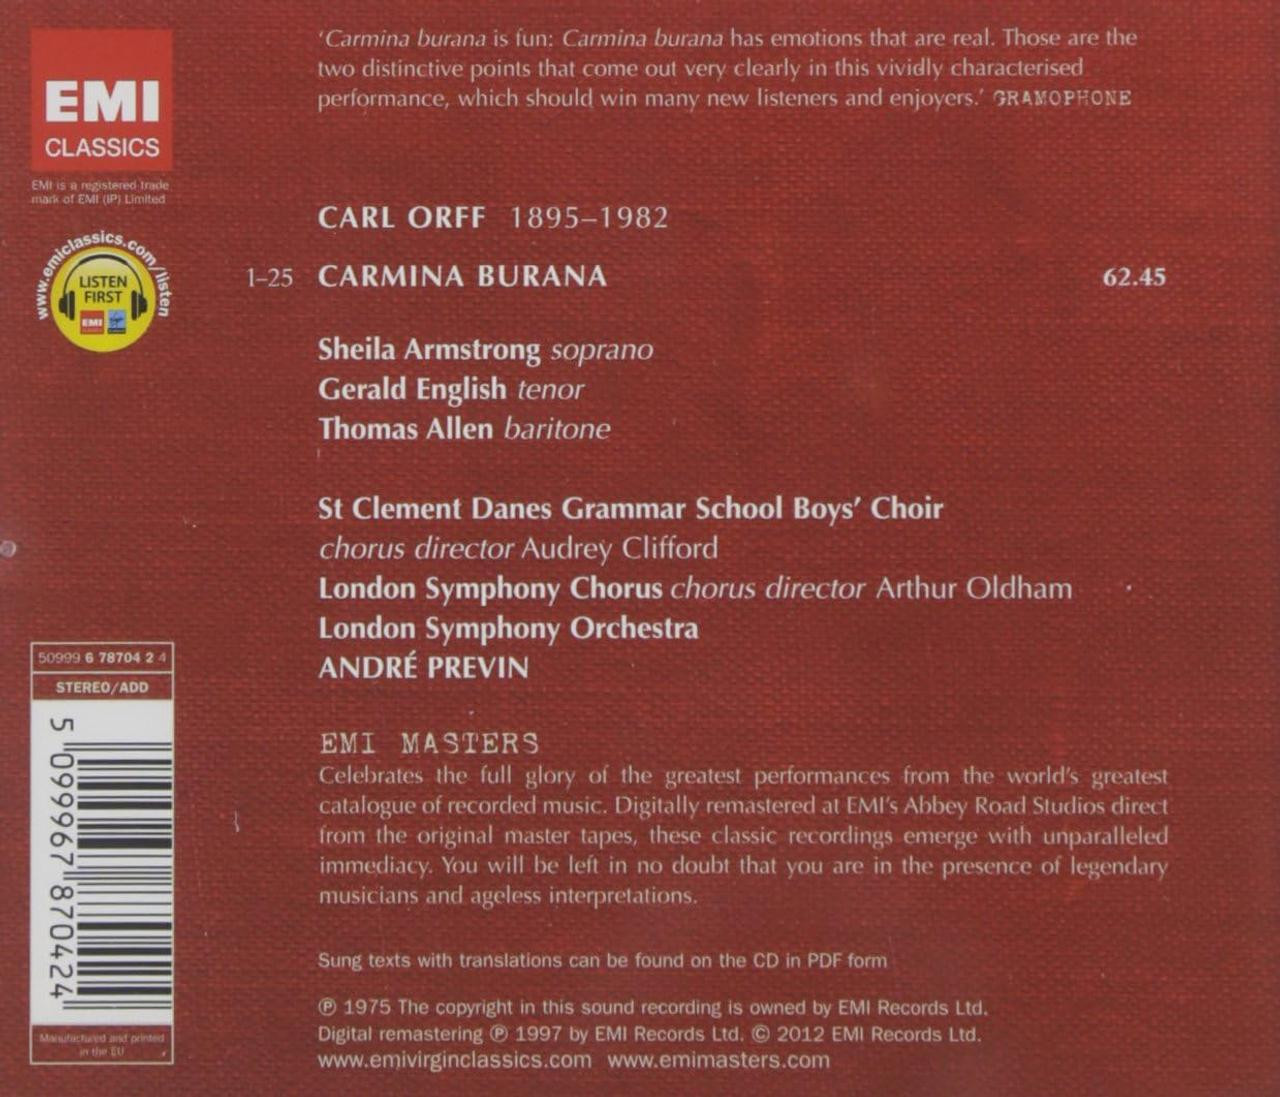 'Carmina burana is fun: Carmina burana has emotions that are real. Those are the
two distinctive points that come out very clearly in this vividly characterised
performance, which should win many new listeners and enjoyers.' GRAMOPHONE
EMI
CLASSICS
EMI is a registered trade
mark of EMI (IP) Limited
www.emiclassics.com/listen
LISTEN
FIRST
EMI
CLASSICS
CARL ORFF 1895–1982
1–25 CARMINA BURANA 62.45
Sheila Armstrong soprano
Gerald English tenor
Thomas Allen baritone
St Clement Danes Grammar School Boys' Choir
chorus director Audrey Clifford
London Symphony Chorus chorus director Arthur Oldham
London Symphony Orchestra
ANDRÉ PREVIN
50999 6 78704 2 4
STEREO/ADD
5 099967 870424
Manufactured and printed
in the EU
EMI MASTERS
Celebrates the full glory of the greatest performances from the world's greatest
catalogue of recorded music. Digitally remastered at EMI's Abbey Road Studios direct
from the original master tapes, these classic recordings emerge with unparalleled
immediacy. You will be left in no doubt that you are in the presence of legendary
musicians and ageless interpretations.
Sung texts with translations can be found on the CD in PDF form
℗ 1975 The copyright in this sound recording is owned by EMI Records Ltd.
Digital remastering ℗ 1997 by EMI Records Ltd. © 2012 EMI Records Ltd.
www.emivirginclassics.com www.emimasters.com